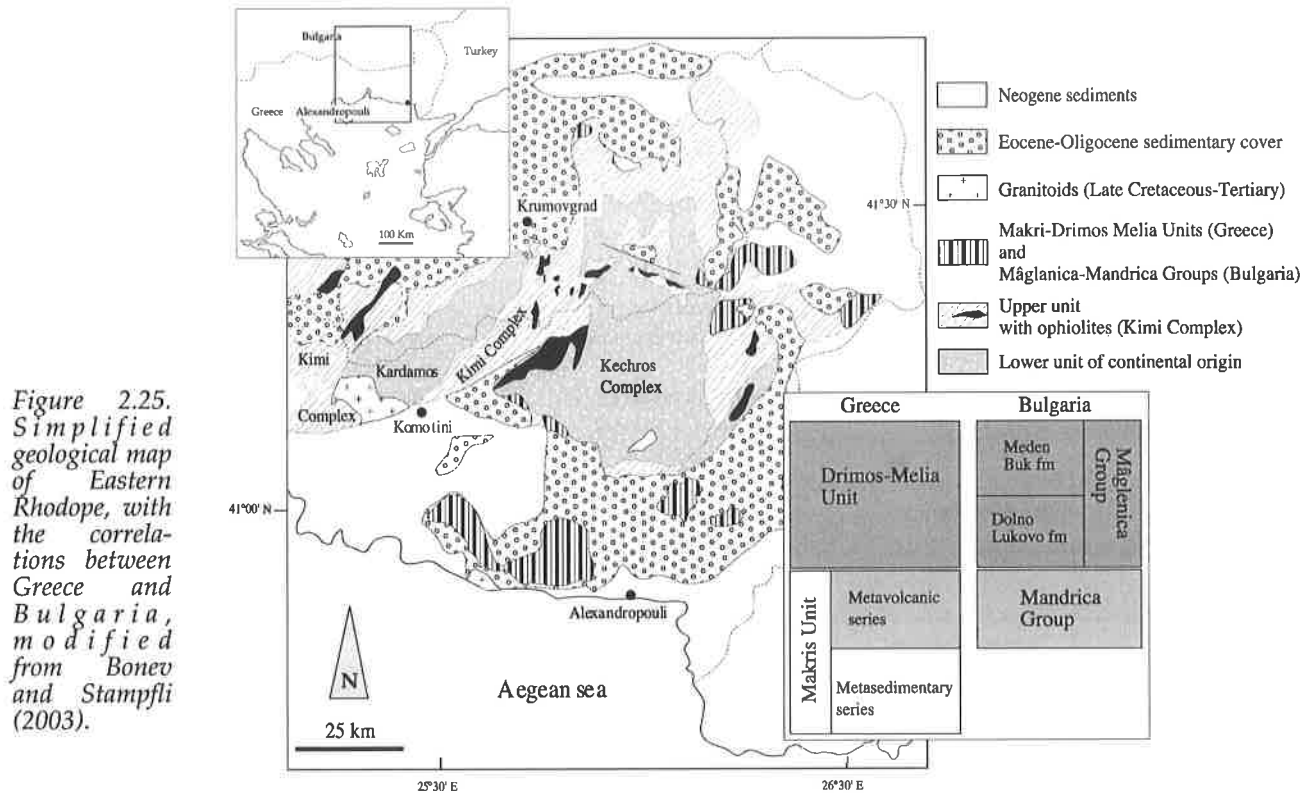 Figure 2.25.
Simplified
geological map
of Eastern
Rhodope, with
the correla-
tions between
Greece and
Bulgaria,
modified
from Bonev
and Stampfli
(2003).
Bulgaria
Turkey
Greece
Alexandropouli
100 Km
Krumovgrad
41°30' N
Kimi
Complex
Kardamos
Kimi Complex
Kechros
Complex
Komotini
41°00' N
Alexandropouli
N
25 km
Aegean sea
25°30' E
26°30' E
Neogene sediments
Eocene-Oligocene sedimentary cover
Granitoids (Late Cretaceous-Tertiary)
Makri-Drimos Melia Units (Greece)
and
Mâglanica-Mandrica Groups (Bulgaria)
Upper unit
with ophiolites (Kimi Complex)
Lower unit of continental origin
Greece
Bulgaria
Drimos-Melia
Unit
Meden
Buk fm
Dolno
Lukovo fm
Mâglenica
Group
Makris Unit
Metavolcanic
series
Metasedimentary
series
Mandrica
Group